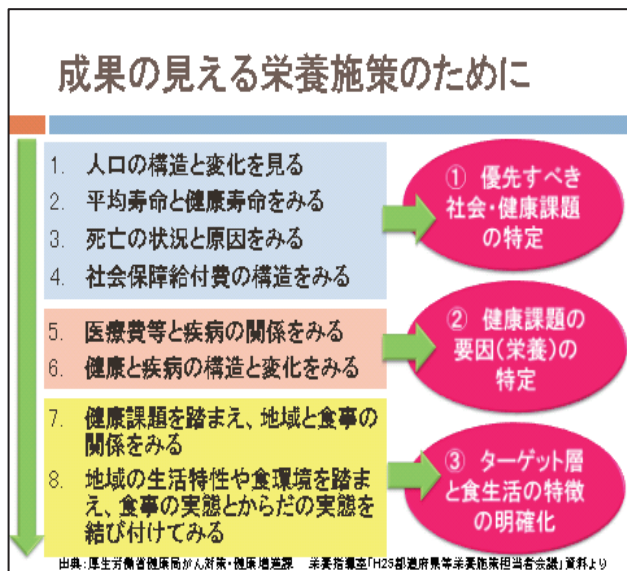 成果の見える栄養施策のために
1. 人口の構造と変化を見る
2. 平均寿命と健康寿命をみる
3. 死亡の状況と原因をみる
4. 社会保障給付費の構造をみる
① 優先すべき
社会・健康課題
の特定
5. 医療費等と疾病の関係をみる
6. 健康と疾病の構造と変化をみる
② 健康課題の
要因(栄養)の
特定
7. 健康課題を踏まえ、地域と食事の
関係をみる
8. 地域の生活特性や食環境を踏ま
え、食事の実態とからだの実態を
結び付けてみる
③ ターゲット層
と食生活の特徴
の明確化
出典:厚生労働省健康局がん対策・健康増進課 栄養指導室「H25都道府県等栄養施策担当者会議」資料より